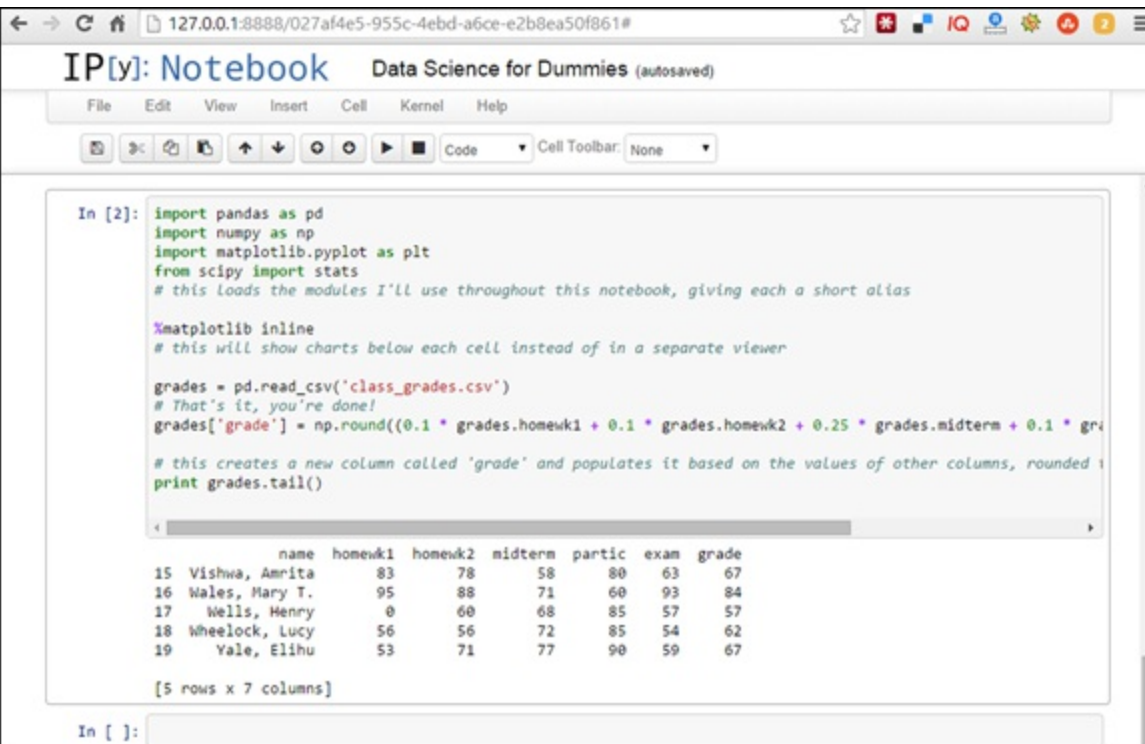 127.0.0.1:8888/027af4e5-955c-4ebd-a6ce-e2b8ea50f861#
IP[y]: Notebook Data Science for Dummies (autosaved)
File Edit View Insert Cell Kernel Help
Code Cell Toolbar: None
In [2]: import pandas as pd
import numpy as np
import matplotlib.pyplot as plt
from scipy import stats
# this loads the modules I'll use throughout this notebook, giving each a short alias
%matplotlib inline
# this will show charts below each cell instead of in a separate viewer
grades = pd.read_csv('class_grades.csv')
# That's it, you're done!
grades['grade'] = np.round((0.1 * grades.homewk1 + 0.1 * grades.homewk2 + 0.25 * grades.midterm + 0.1 * gra
# this creates a new column called 'grade' and populates it based on the values of other columns, rounded
print grades.tail()
name homewk1 homewk2 midterm partic exam grade
15 Vishwa, Amrita 83 78 58 80 63 67
16 Wales, Mary T. 95 88 71 60 93 84
17 Wells, Henry 0 60 68 85 57 57
18 Wheelock, Lucy 56 56 72 85 54 62
19 Yale, Elihu 53 71 77 90 59 67
[5 rows x 7 columns]
In [ ]: